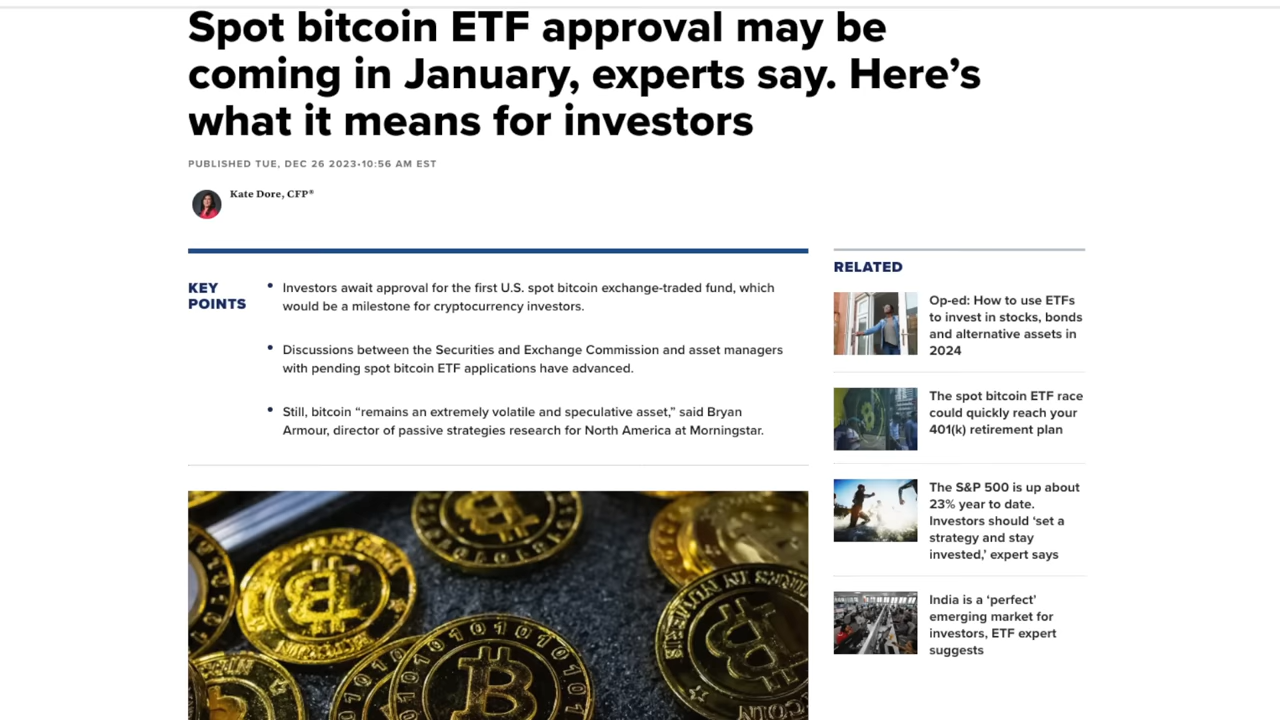 Spot bitcoin ETF approval may be
coming in January, experts say. Here’s
what it means for investors
PUBLISHED TUE, DEC 26 2023•10:56 AM EST
Kate Dore, CFP®
KEY
POINTS
• Investors await approval for the first U.S. spot bitcoin exchange-traded fund, which
would be a milestone for cryptocurrency investors.
• Discussions between the Securities and Exchange Commission and asset managers
with pending spot bitcoin ETF applications have advanced.
• Still, bitcoin “remains an extremely volatile and speculative asset,” said Bryan
Armour, director of passive strategies research for North America at Morningstar.
RELATED
Op-ed: How to use ETFs
to invest in stocks, bonds
and alternative assets in
2024
The spot bitcoin ETF race
could quickly reach your
401(k) retirement plan
The S&P 500 is up about
23% year to date.
Investors should ‘set a
strategy and stay
invested,’ expert says
India is a ‘perfect’
emerging market for
investors, ETF expert
suggests